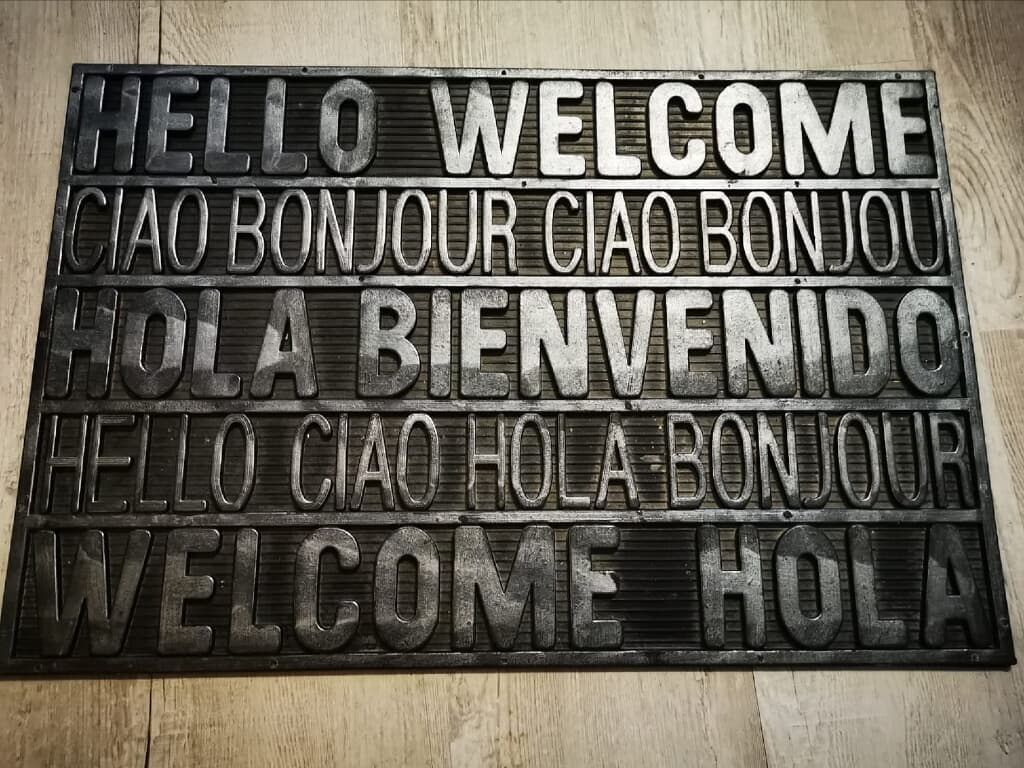 HELLO WELCOME
CIAO BONJOUR CIAO BONJOU
HOLA BIENVENIDO
HELLO CIAO HOLA BONJOUR
WELCOME HOLA